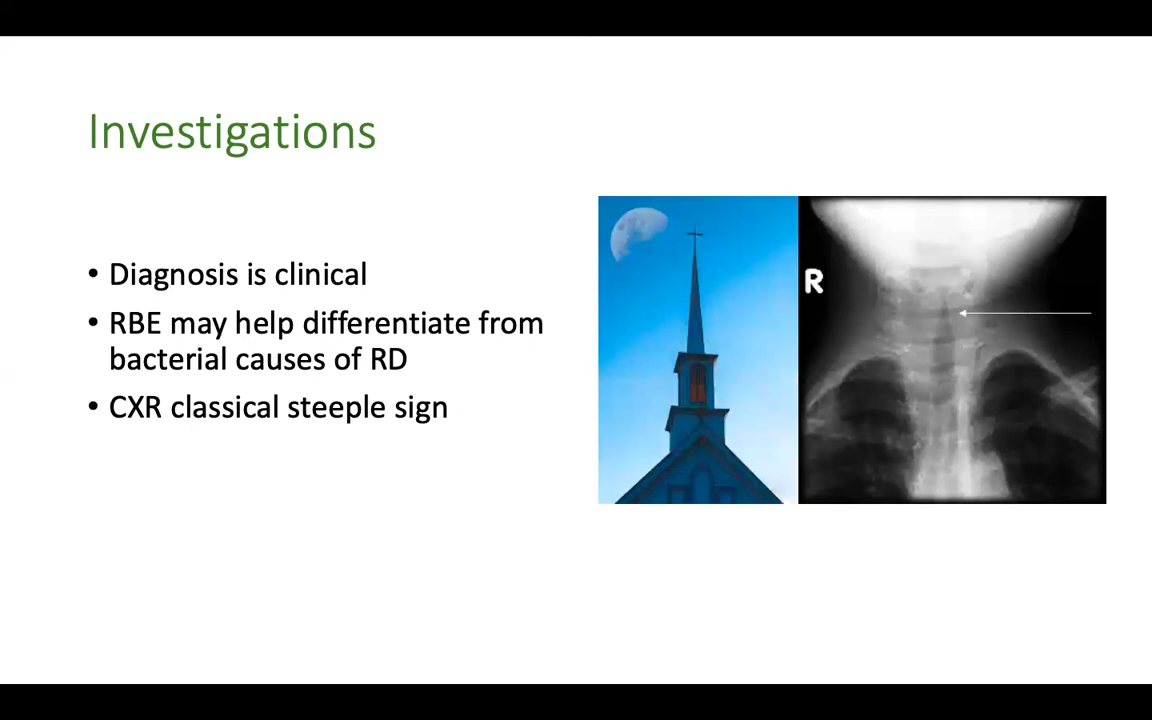 Investigations
• Diagnosis is clinical
• RBE may help differentiate from
bacterial causes of RD
• CXR classical steeple sign
R